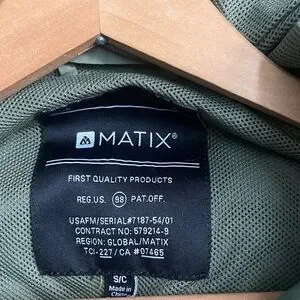 MATIX®
FIRST QUALITY PRODUCTS
REG.US. 98 PAT.OFF.
USAFM/SERIAL#7187-54/01
CONTRACT NO: 579214-9
REGION: GLOBAL/MATIX
TCI-227 / CA #07465
S/C
Made in
China